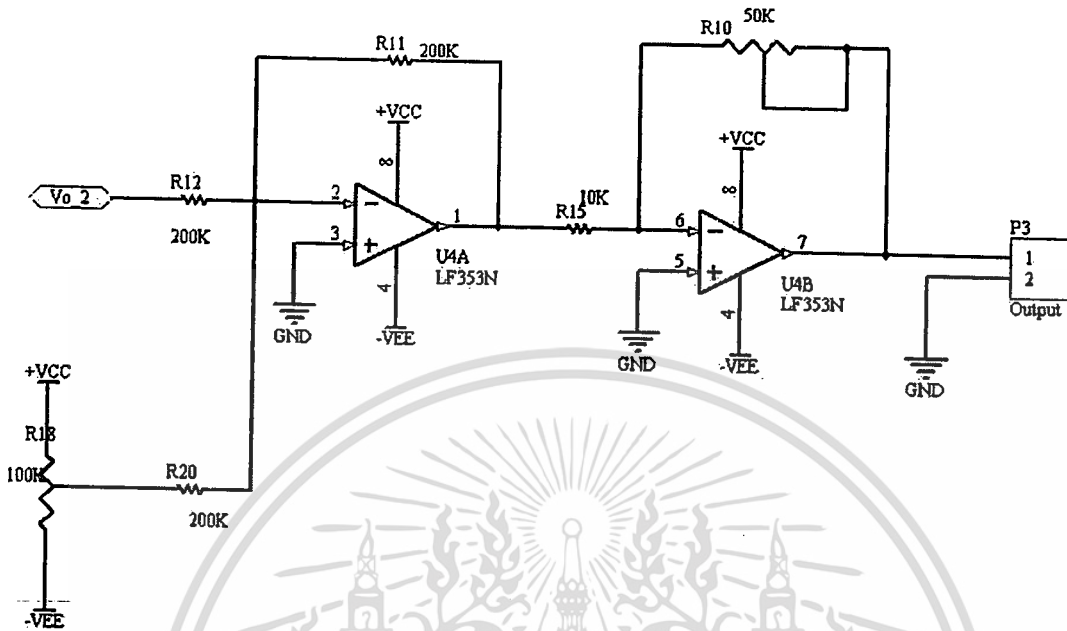 50K
R10
R11
200K
+VCC
8
Vo_2
R12
200K
2
3
1
U4A
LF353N
4
GND
-VEE
10K
R15
+VCC
8
6
5
7
U4B
LF353N
4
GND
-VEE
P3
1
2
Output
GND
+VCC
R18
100K
R20
200K
-VEE